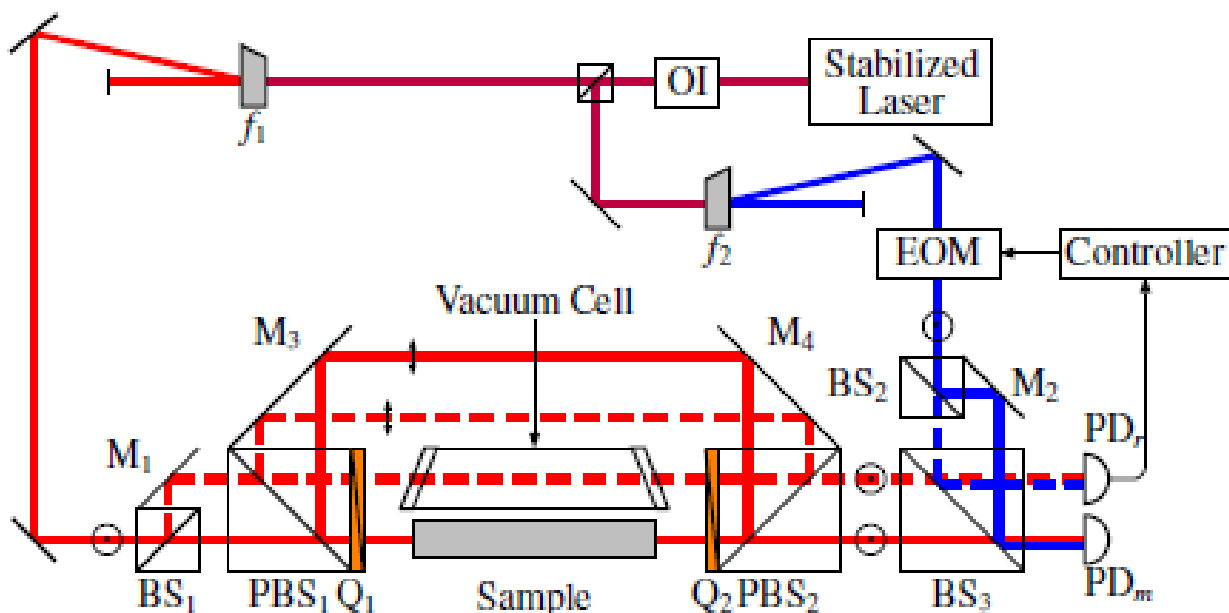 OI
Stabilized
Laser
f₁
f₂
EOM
Controller
Vacuum Cell
M₃
M₄
BS₂
M₂
PDᵣ
M₁
BS₁
PBS₁
Q₁
Sample
Q₂
PBS₂
BS₃
PDₘ